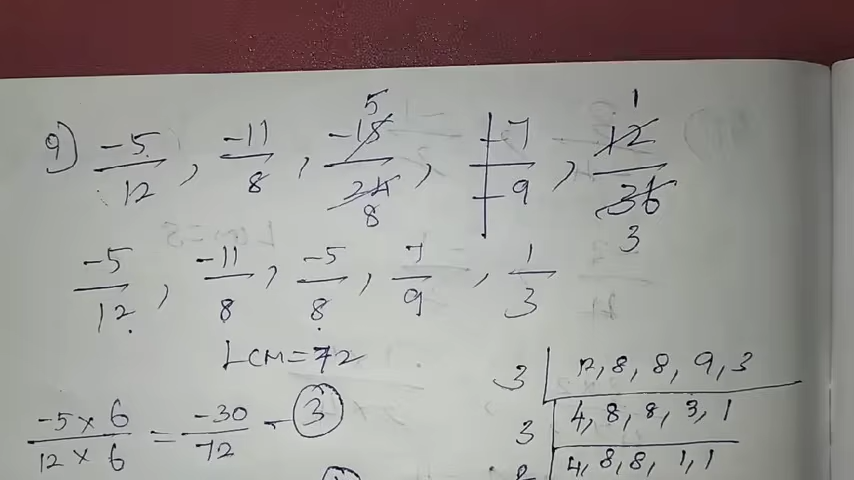 9) -5/12 , -11/8 , -15/24 5/8 , -7/-9 , 12/36 1/3
-5/12 , -11/8 , -5/8 , 7/9 , 1/3
LCM = 72
3 | 12, 8, 8, 9, 3
3 | 4, 8, 8, 3, 1
4, 8, 8, 1, 1
-5 × 6 / 12 × 6 = -30/72 - 3